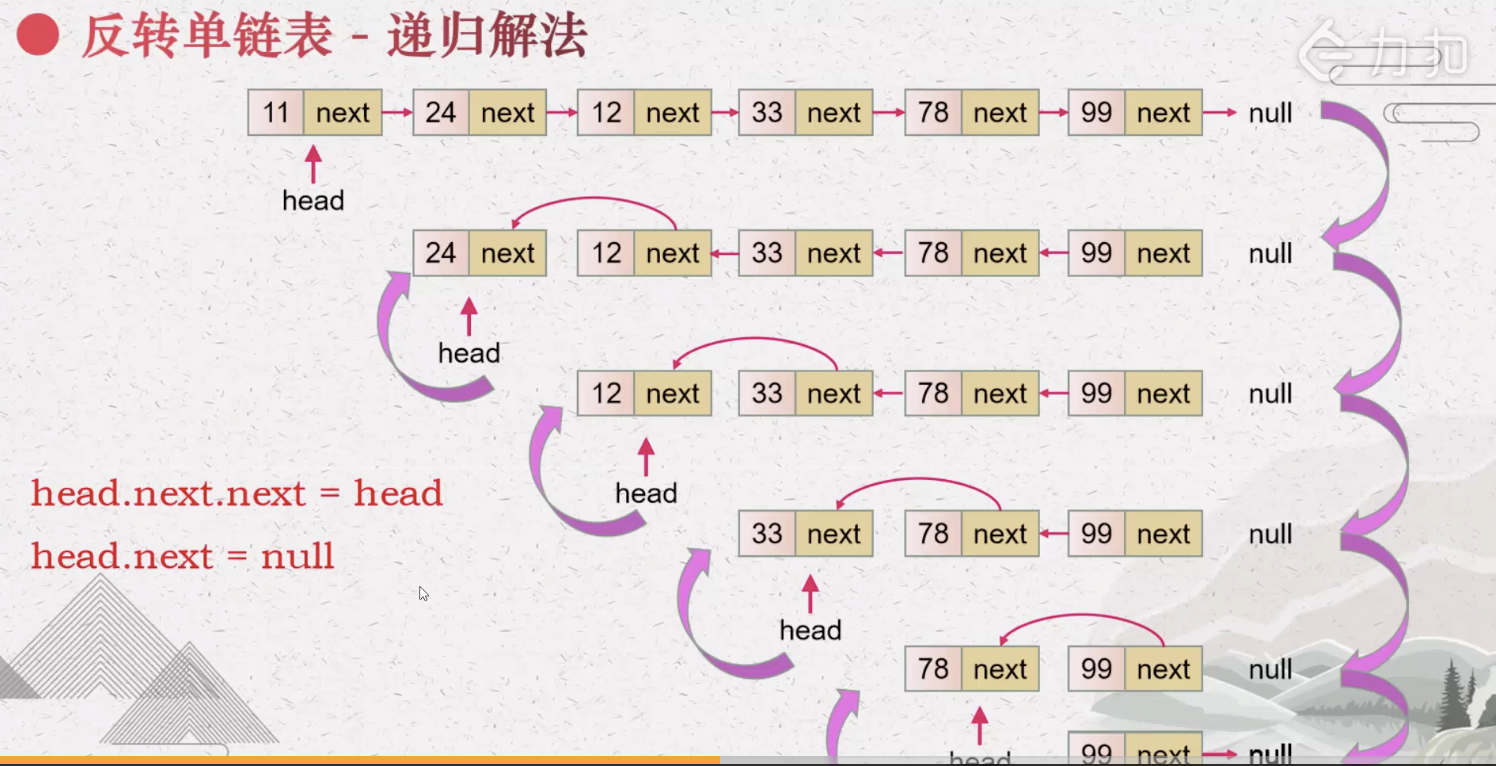 反转单链表 - 递归解法
力扣
11 next 24 next 12 next 33 next 78 next 99 next null
head
24 next 12 next 33 next 78 next 99 next null
head
12 next 33 next 78 next 99 next null
head
head.next.next = head
33 next 78 next 99 next null
head.next = null
head
78 next 99 next null
head
99 next null